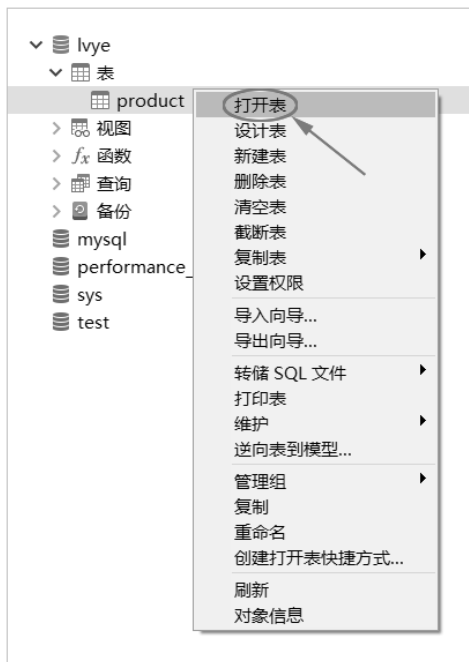 lvye
表
product
视图
fx 函数
查询
备份
mysql
performance_
sys
test
打开表
设计表
新建表
删除表
清空表
截断表
复制表
设置权限
导入向导...
导出向导...
转储 SQL 文件
打印表
维护
逆向表到模型...
管理组
复制
重命名
创建打开表快捷方式...
刷新
对象信息